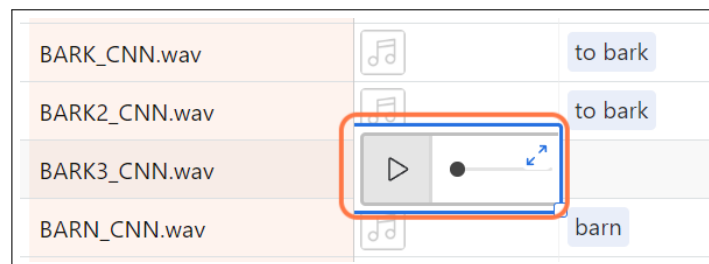 BARK_CNN.wav to bark
BARK2_CNN.wav to bark
BARK3_CNN.wav
BARN_CNN.wav barn